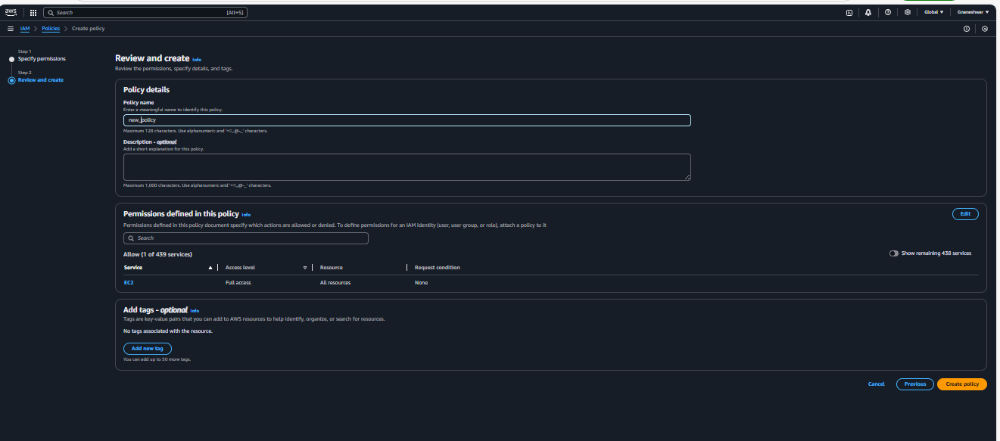 aws
Search [Alt+S]
Global ▼ Gnaneshwar ▼
IAM > Policies > Create policy
Step 1
Specify permissions
Step 2
Review and create
Review and create Info
Review the permissions, specify details, and tags.
Policy details
Policy name
Enter a meaningful name to identify this policy.
new_policy
Maximum 128 characters. Use alphanumeric and '+=,.@-_' characters.
Description - optional
Add a short explanation for this policy.
Maximum 1,000 characters. Use alphanumeric and '+=,.@-_' characters.
Permissions defined in this policy Info
Edit
Permissions defined in this policy document specify which actions are allowed or denied. To define permissions for an IAM identity (user, user group, or role), attach a policy to it
Search
Allow (1 of 439 services)
Show remaining 438 services
Service Access level Resource Request condition
EC2 Full access All resources None
Add tags - optional Info
Tags are key-value pairs that you can add to AWS resources to help identify, organize, or search for resources.
No tags associated with the resource.
Add new tag
You can add up to 50 more tags.
Cancel Previous Create policy